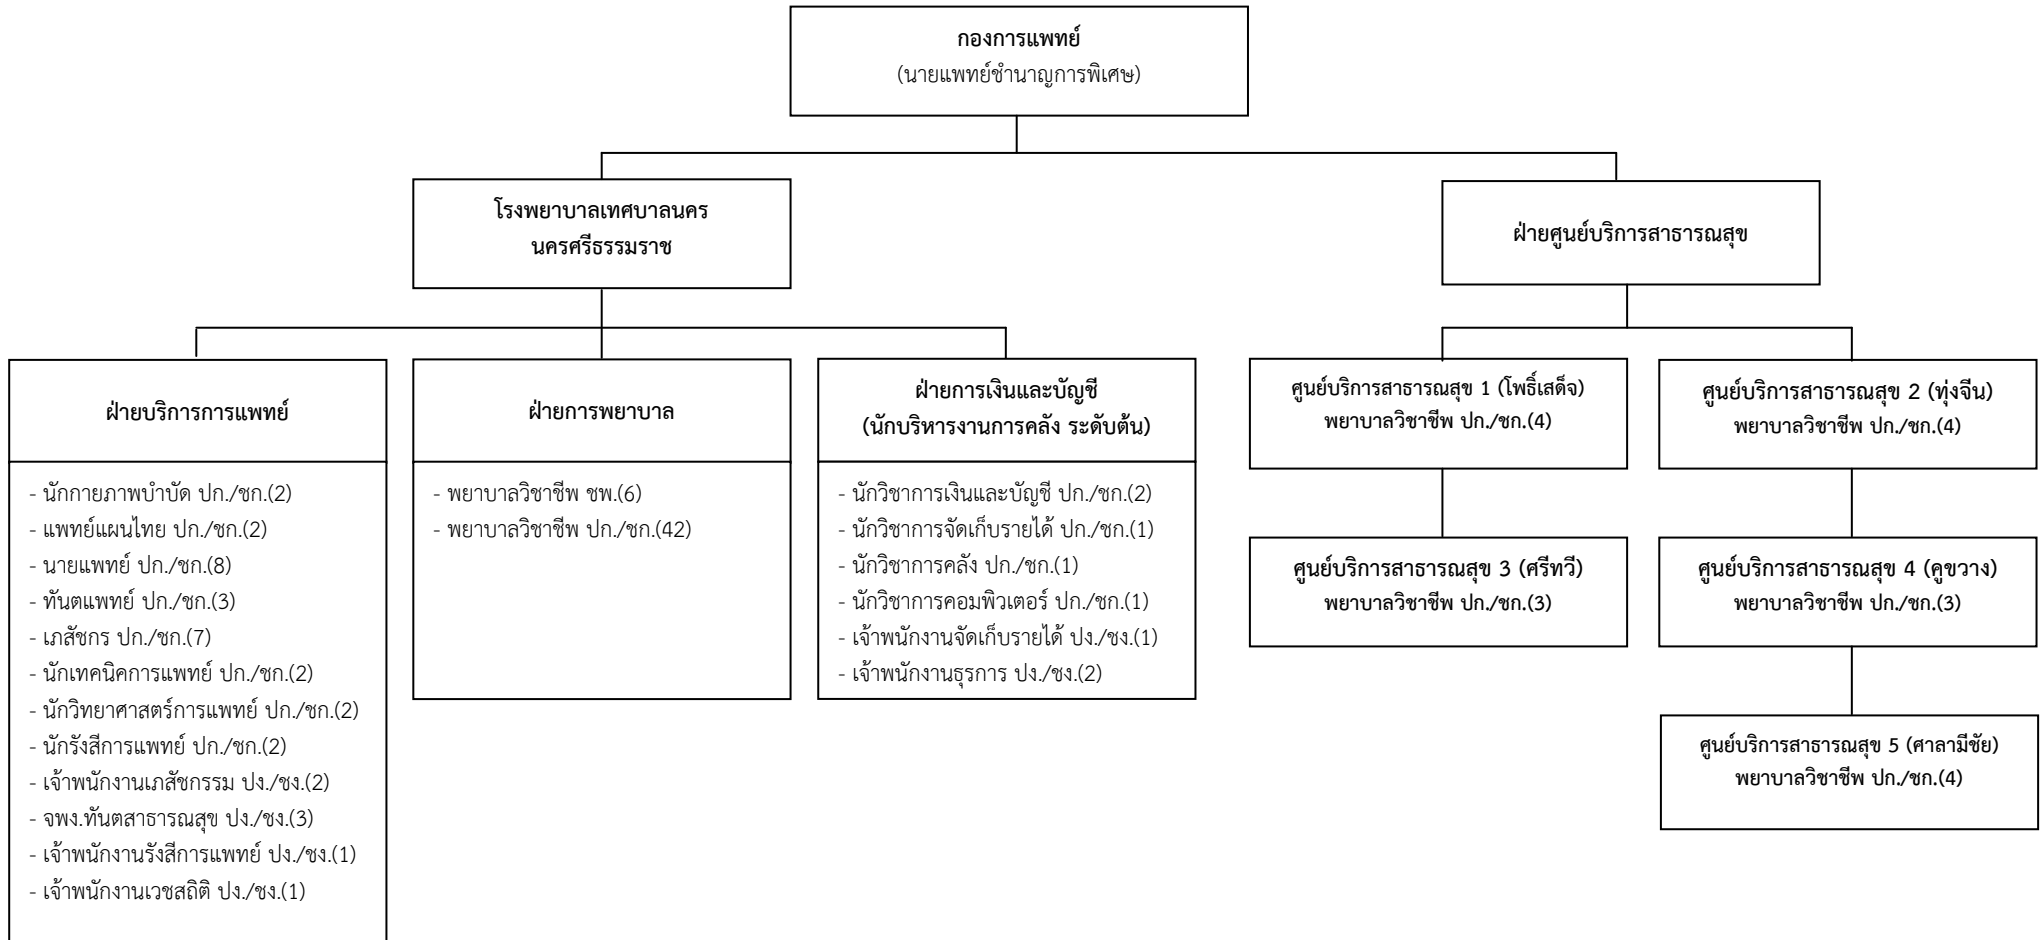 กองการแพทย์
(นายแพทย์ชำนาญการพิเศษ)
โรงพยาบาลเทศบาลนคร
นครศรีธรรมราช
ฝ่ายศูนย์บริการสาธารณสุข
ฝ่ายบริการการแพทย์
- นักกายภาพบำบัด ปก./ชก.(2)
- แพทย์แผนไทย ปก./ชก.(2)
- นายแพทย์ ปก./ชก.(8)
- ทันตแพทย์ ปก./ชก.(3)
- เภสัชกร ปก./ชก.(7)
- นักเทคนิคการแพทย์ ปก./ชก.(2)
- นักวิทยาศาสตร์การแพทย์ ปก./ชก.(2)
- นักรังสีการแพทย์ ปก./ชก.(2)
- เจ้าพนักงานเภสัชกรรม ปง./ชง.(2)
- จพง.ทันตสาธารณสุข ปง./ชง.(3)
- เจ้าพนักงานรังสีการแพทย์ ปง./ชง.(1)
- เจ้าพนักงานเวชสถิติ ปง./ชง.(1)
ฝ่ายการพยาบาล
- พยาบาลวิชาชีพ ชพ.(6)
- พยาบาลวิชาชีพ ปก./ชก.(42)
ฝ่ายการเงินและบัญชี
(นักบริหารงานการคลัง ระดับต้น)
- นักวิชาการเงินและบัญชี ปก./ชก.(2)
- นักวิชาการจัดเก็บรายได้ ปก./ชก.(1)
- นักวิชาการคลัง ปก./ชก.(1)
- นักวิชาการคอมพิวเตอร์ ปก./ชก.(1)
- เจ้าพนักงานจัดเก็บรายได้ ปง./ชง.(1)
- เจ้าพนักงานธุรการ ปง./ชง.(2)
ศูนย์บริการสาธารณสุข 1 (โพธิ์เสด็จ)
พยาบาลวิชาชีพ ปก./ชก.(4)
ศูนย์บริการสาธารณสุข 2 (ทุ่งจีน)
พยาบาลวิชาชีพ ปก./ชก.(4)
ศูนย์บริการสาธารณสุข 3 (ศรีทวี)
พยาบาลวิชาชีพ ปก./ชก.(3)
ศูนย์บริการสาธารณสุข 4 (คูขวาง)
พยาบาลวิชาชีพ ปก./ชก.(3)
ศูนย์บริการสาธารณสุข 5 (ศาลามีชัย)
พยาบาลวิชาชีพ ปก./ชก.(4)